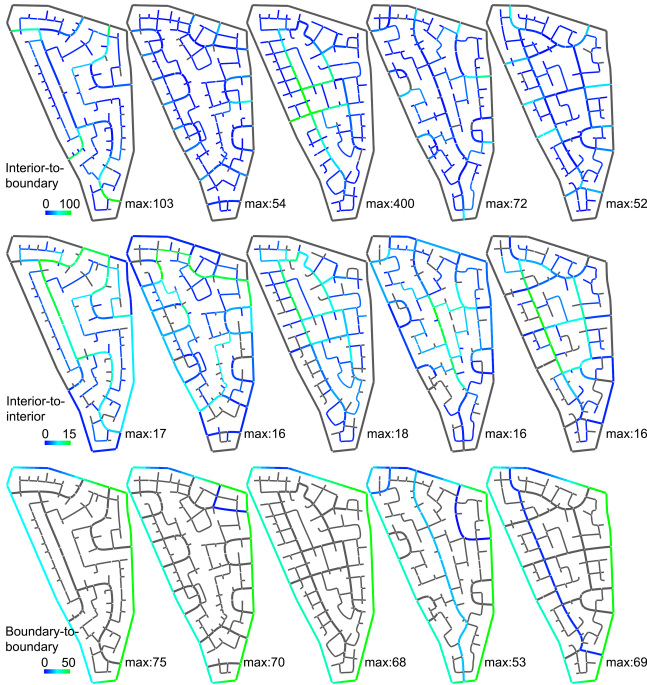 Interior-to-
boundary
0 100
max:103
max:54
max:400
max:72
max:52
Interior-to-
interior
0 15
max:17
max:16
max:18
max:16
max:16
Boundary-to-
boundary
0 50
max:75
max:70
max:68
max:53
max:69